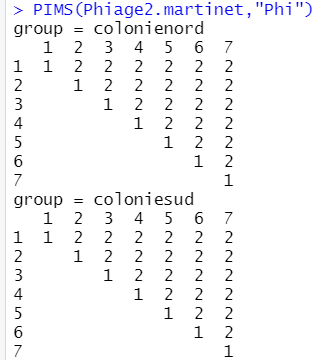 > PIMS(Phiage2.martinet,"Phi")
group = colonienord
   1  2  3  4  5  6  7
1  1  2  2  2  2  2  2
2     1  2  2  2  2  2
3        1  2  2  2  2
4           1  2  2  2
5              1  2  2
6                 1  2
7                    1
group = coloniesud
   1  2  3  4  5  6  7
1  1  2  2  2  2  2  2
2     1  2  2  2  2  2
3        1  2  2  2  2
4           1  2  2  2
5              1  2  2
6                 1  2
7                    1